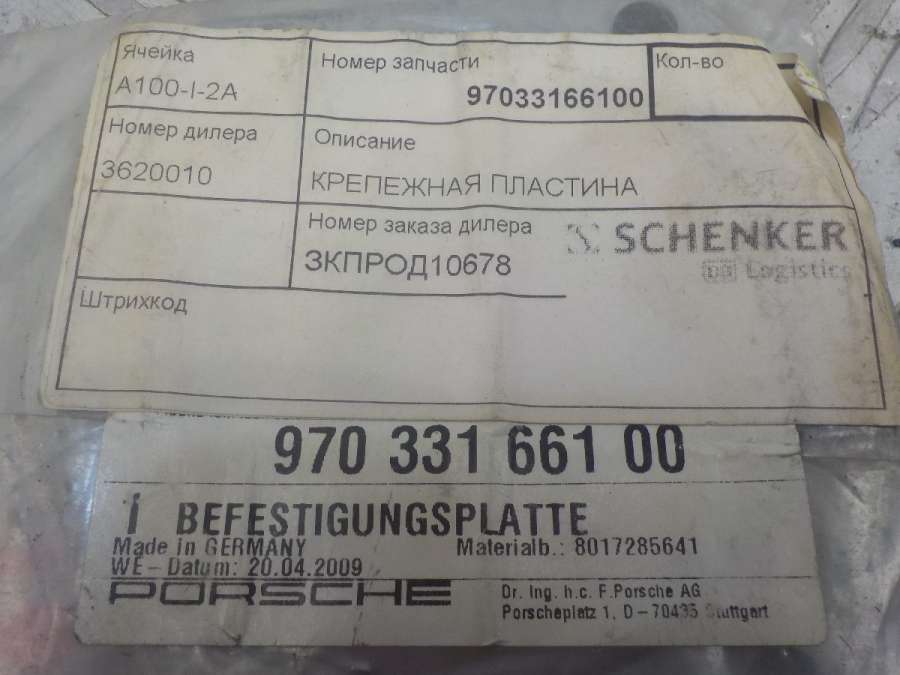 Ячейка
A100-I-2A
Номер запчасти
97033166100
Кол-во
Номер дилера
3620010
Описание
КРЕПЕЖНАЯ ПЛАСТИНА
Номер заказа дилера
ЗКПРОД10678
SCHENKER
DB Logistics
Штрихкод
970 331 661 00
1 BEFESTIGUNGSPLATTE
Made in GERMANY
Materialb.: 8017285641
WE-Datum: 20.04.2009
PORSCHE
Dr. Ing. h.c. F.Porsche AG
Porscheplatz 1, D-70435 Stuttgart